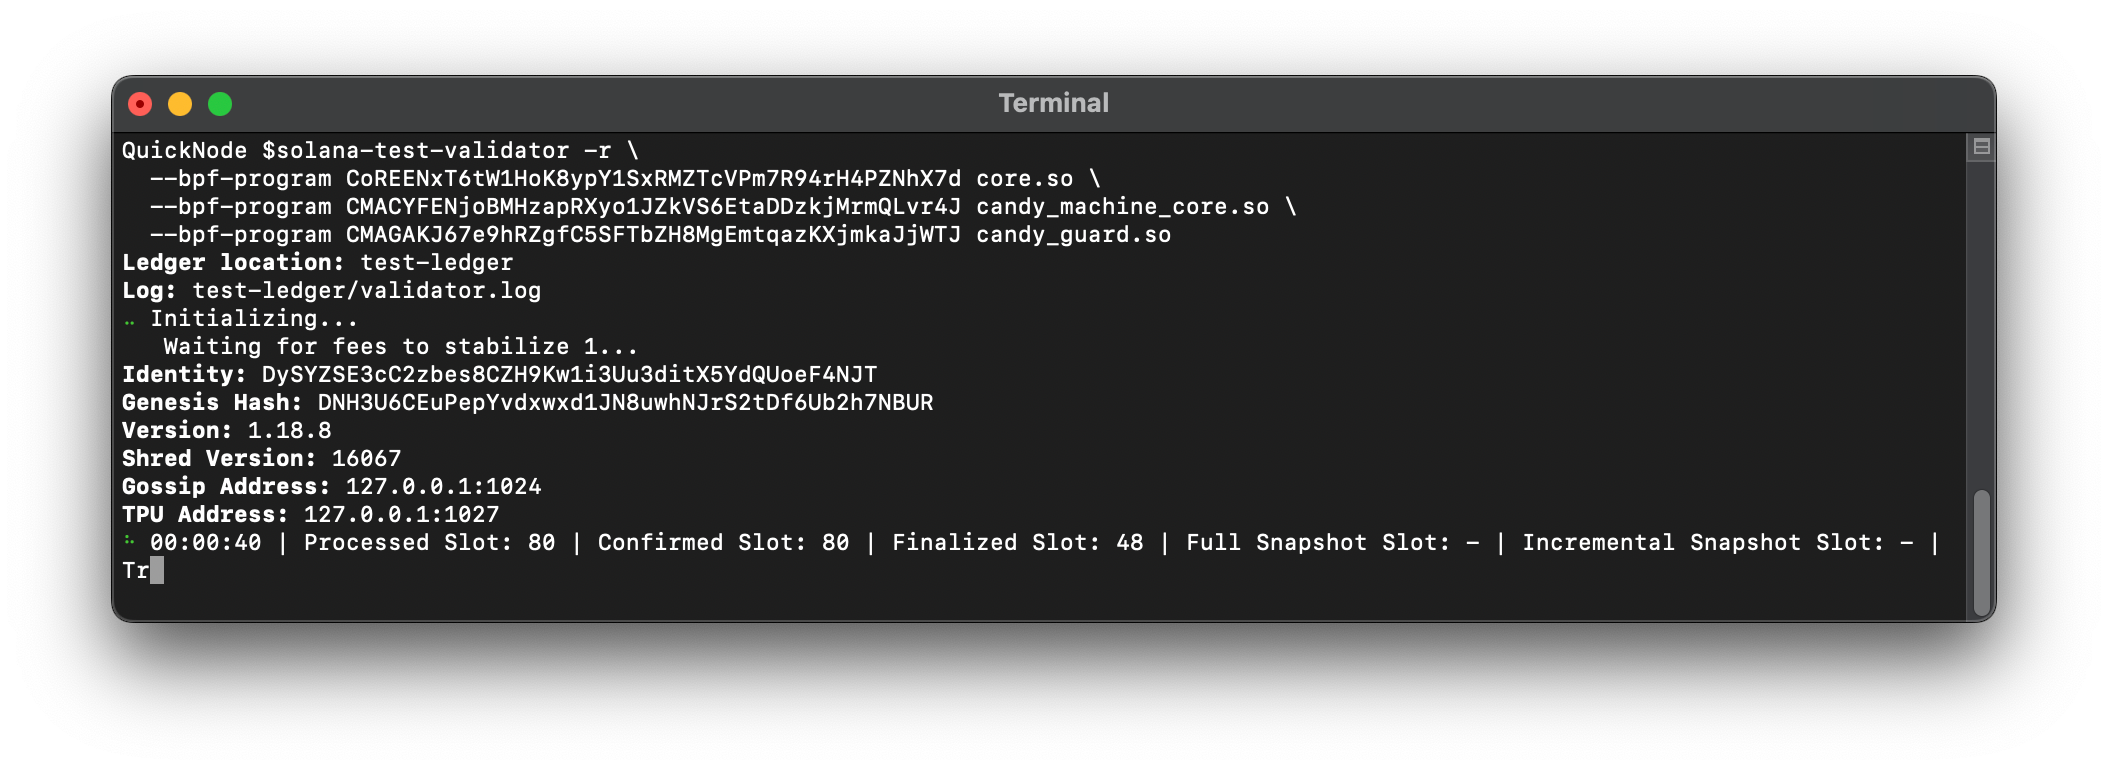 Terminal
QuickNode $solana-test-validator -r \
--bpf-program CoREENxT6tW1HoK8ypY1SxRMZTcVPm7R94rH4PZNhX7d core.so \
--bpf-program CMACYFENjoBMHzapRXyo1JZkVS6EtaDDzkjMrmQLvr4J candy_machine_core.so \
--bpf-program CMAGAKJ67e9hRZgfC5SFTbZH8MgEmtqazKXjmkaJjWTJ candy_guard.so
Ledger location: test-ledger
Log: test-ledger/validator.log
⠤ Initializing...
Waiting for fees to stabilize 1...
Identity: DySYZSE3cC2zbes8CZH9Kw1i3Uu3ditX5YdQUoeF4NJT
Genesis Hash: DNH3U6CEuPepYvdxwxd1JN8uwhNJrS2tDf6Ub2h7NBUR
Version: 1.18.8
Shred Version: 16067
Gossip Address: 127.0.0.1:1024
TPU Address: 127.0.0.1:1027
⠦ 00:00:40 | Processed Slot: 80 | Confirmed Slot: 80 | Finalized Slot: 48 | Full Snapshot Slot: - | Incremental Snapshot Slot: - |
Tr